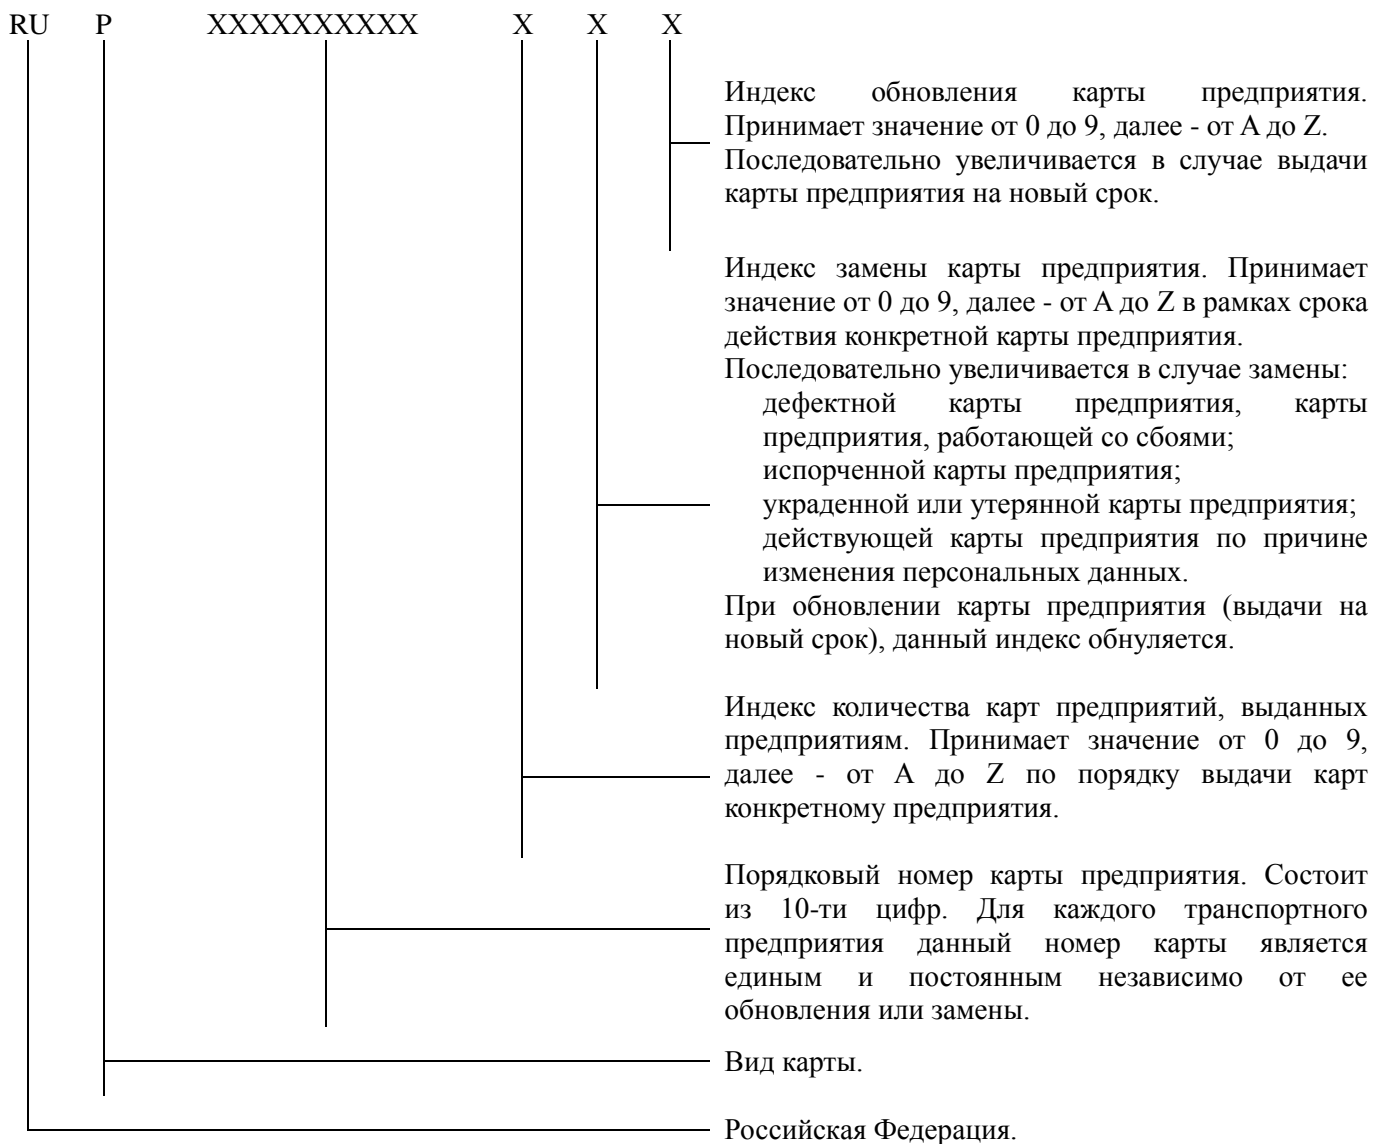 RU P XXXXXXXXXX X X X
Индекс обновления карты предприятия.
Принимает значение от 0 до 9, далее - от A до Z.
Последовательно увеличивается в случае выдачи
карты предприятия на новый срок.
Индекс замены карты предприятия. Принимает
значение от 0 до 9, далее - от A до Z в рамках срока
действия конкретной карты предприятия.
Последовательно увеличивается в случае замены:
дефектной карты предприятия, карты
предприятия, работающей со сбоями;
испорченной карты предприятия;
украденной или утерянной карты предприятия;
действующей карты предприятия по причине
изменения персональных данных.
При обновлении карты предприятия (выдачи на
новый срок), данный индекс обнуляется.
Индекс количества карт предприятий, выданных
предприятиям. Принимает значение от 0 до 9,
далее - от A до Z по порядку выдачи карт
конкретному предприятия.
Порядковый номер карты предприятия. Состоит
из 10-ти цифр. Для каждого транспортного
предприятия данный номер карты является
единым и постоянным независимо от ее
обновления или замены.
Вид карты.
Российская Федерация.